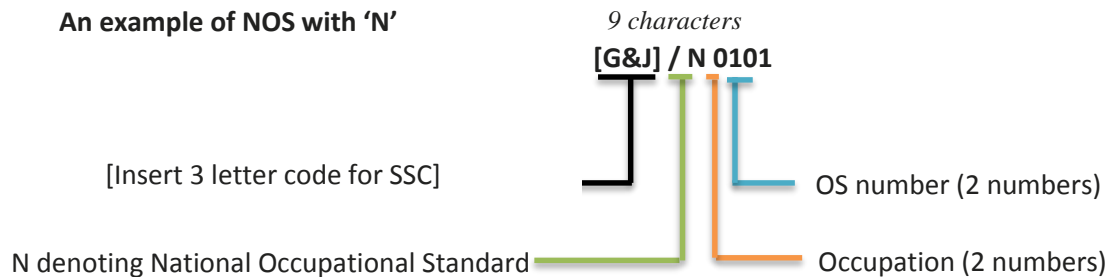 An example of NOS with ‘N’
9 characters
[G&J] / N 0101
[Insert 3 letter code for SSC]
OS number (2 numbers)
N denoting National Occupational Standard
Occupation (2 numbers)